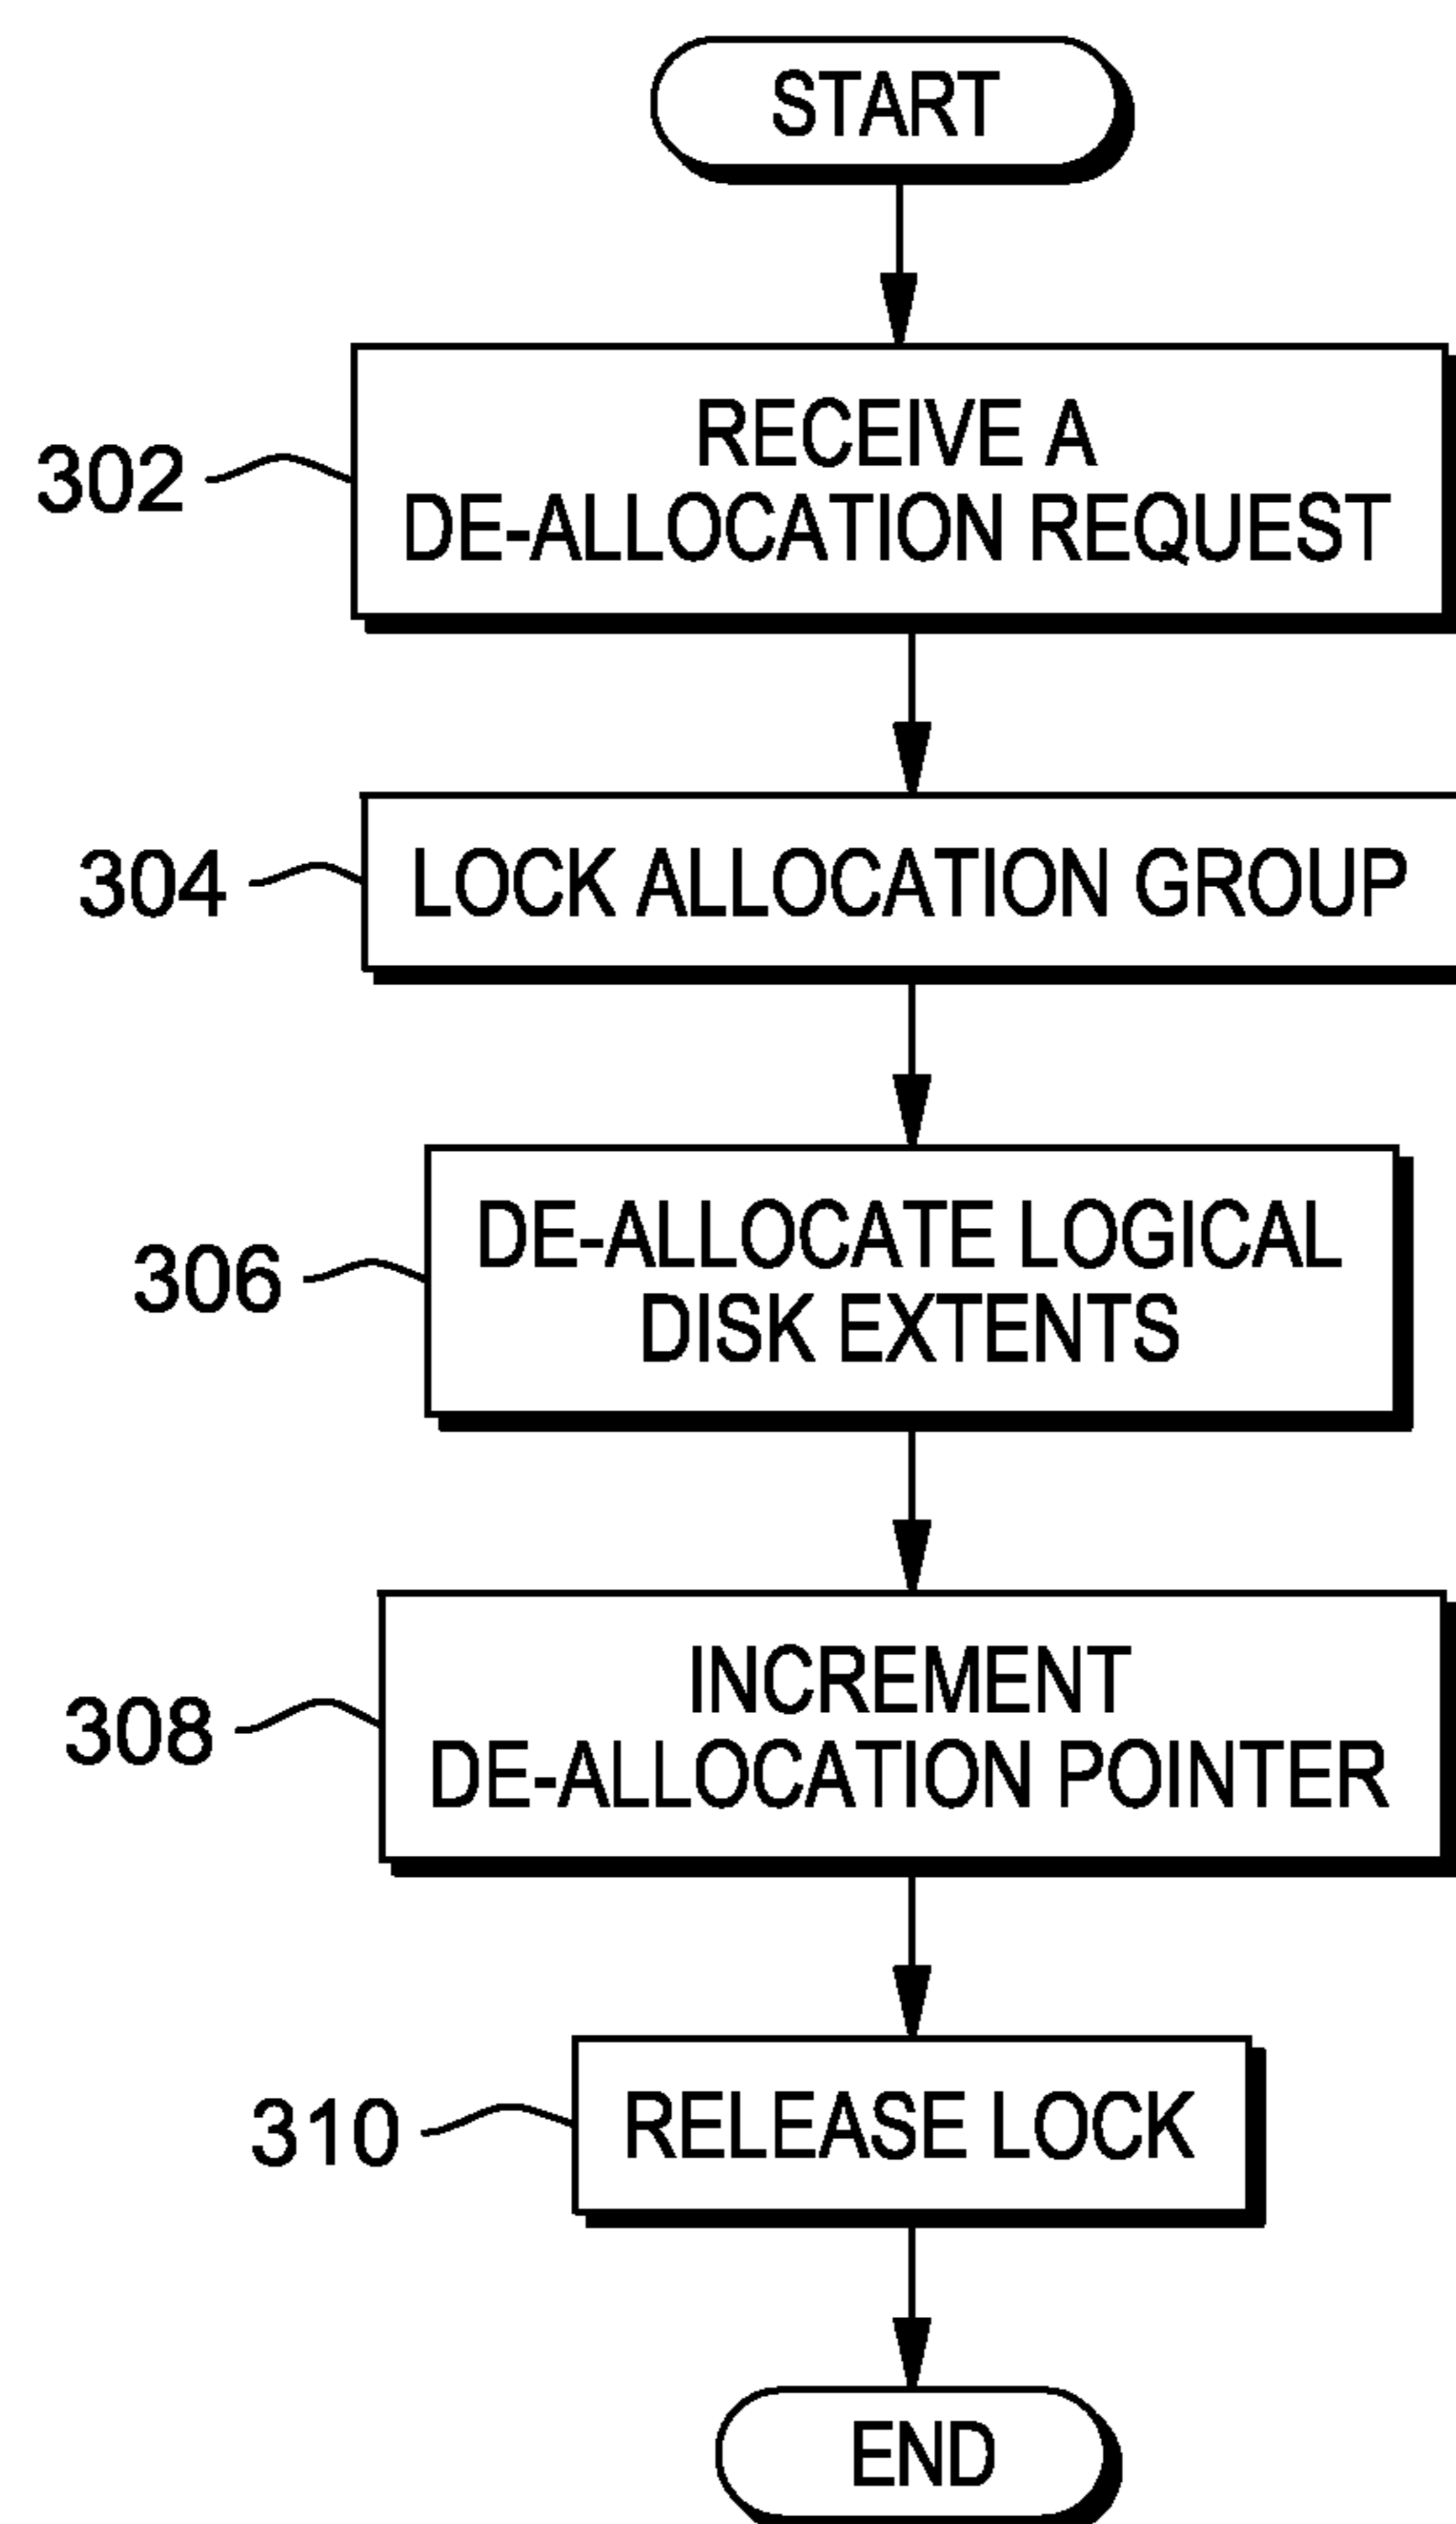 START
302
RECEIVE A
DE-ALLOCATION REQUEST
304
LOCK ALLOCATION GROUP
306
DE-ALLOCATE LOGICAL
DISK EXTENTS
308
INCREMENT
DE-ALLOCATION POINTER
310
RELEASE LOCK
END